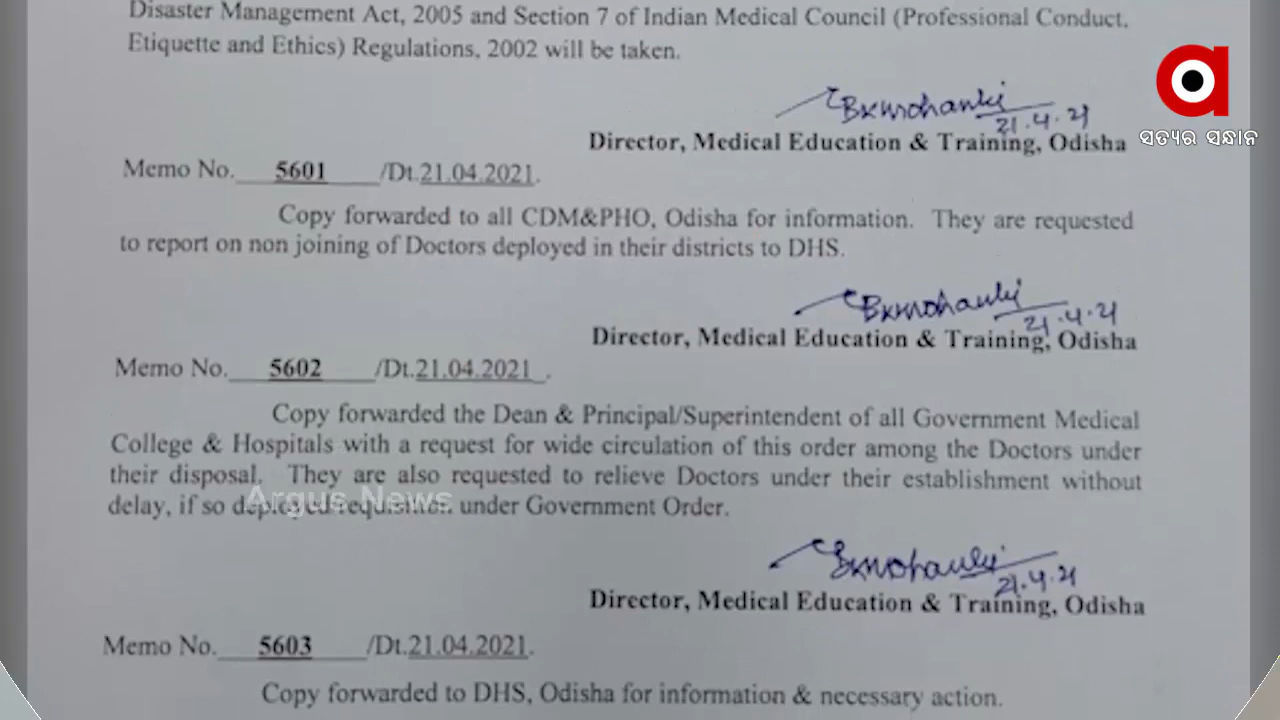 Disaster Management Act, 2005 and Section 7 of Indian Medical Council (Professional Conduct,
Etiquette and Ethics) Regulations, 2002 will be taken.
ସତ୍ୟର ସନ୍ଧାନ
Bkmohanty
21.4.21
Director, Medical Education & Training, Odisha
Memo No. 5601 /Dt.21.04.2021.
Copy forwarded to all CDM&PHO, Odisha for information. They are requested
to report on non joining of Doctors deployed in their districts to DHS.
Bkmohanty
21.4.21
Director, Medical Education & Training, Odisha
Memo No. 5602 /Dt.21.04.2021 .
Copy forwarded the Dean & Principal/Superintendent of all Government Medical
College & Hospitals with a request for wide circulation of this order among the Doctors under
their disposal. They are also requested to relieve Doctors under their establishment without
Argus News
delay, if so deployed under Government Order.
Bkmohanty
21.4.21
Director, Medical Education & Training, Odisha
Memo No. 5603 /Dt.21.04.2021.
Copy forwarded to DHS, Odisha for information & necessary action.